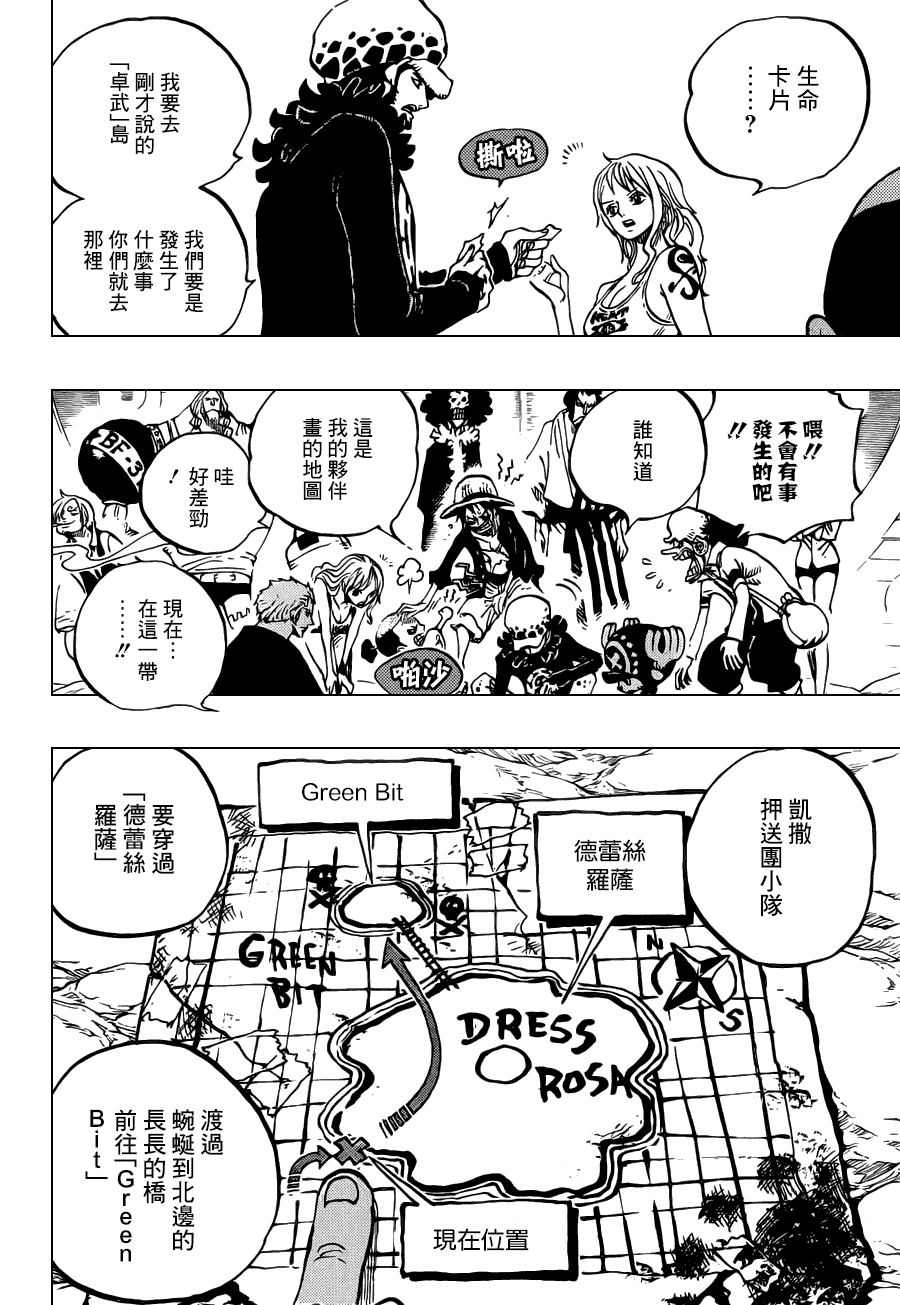 生命
卡片
……?
撕啦
我要去
剛才說的
「卓武」島
我們要是
發生了
什麼事
你們就去
那裡
HEAT
喂!!
不會有事
發生的吧
!!
誰知道
這是
我的夥伴
畫的地圖
哇
好差勁
!
BF-3
啪沙
現在…
在這一帶
……!!
凱撒
押送團小隊
德蕾絲
羅薩
Green Bit
要穿過
「德蕾絲
羅薩」
GREEN
BIT
N
S
DRESS
ROSA
渡過
蜿蜒到北邊的
長長的橋
前往「Green
Bit」
現在位置